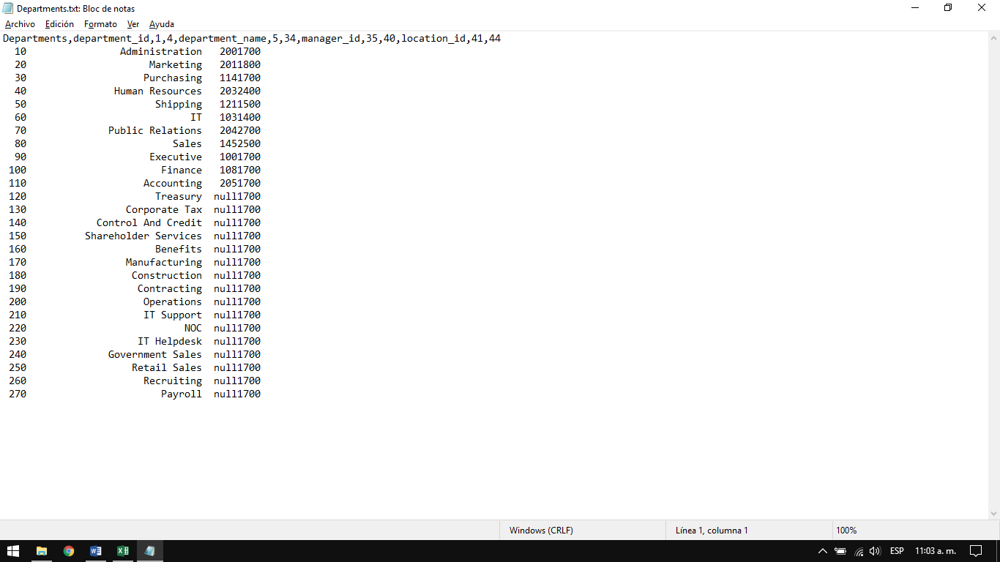 Departments.txt: Bloc de notas
Archivo Edición Formato Ver Ayuda
Departments,department_id,1,4,department_name,5,34,manager_id,35,40,location_id,41,44
  10                Administration   2001700
  20                     Marketing   2011800
  30                    Purchasing   1141700
  40               Human Resources   2032400
  50                      Shipping   1211500
  60                            IT   1031400
  70              Public Relations   2042700
  80                         Sales   1452500
  90                     Executive   1001700
 100                       Finance   1081700
 110                    Accounting   2051700
 120                      Treasury  null1700
 130                 Corporate Tax  null1700
 140            Control And Credit  null1700
 150          Shareholder Services  null1700
 160                      Benefits  null1700
 170                 Manufacturing  null1700
 180                  Construction  null1700
 190                   Contracting  null1700
 200                    Operations  null1700
 210                    IT Support  null1700
 220                           NOC  null1700
 230                   IT Helpdesk  null1700
 240              Government Sales  null1700
 250                  Retail Sales  null1700
 260                    Recruiting  null1700
 270                       Payroll  null1700
Windows (CRLF) Línea 1, columna 1 100%
ESP 11:03 a. m.